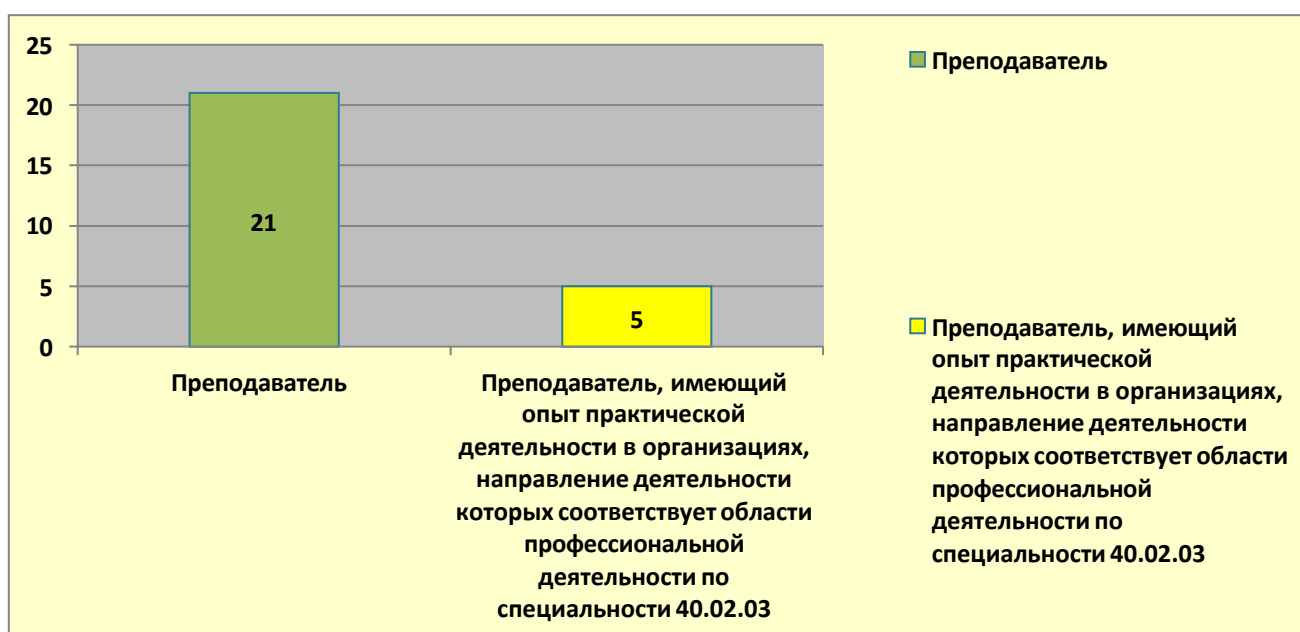 25
20
15
10
5
0
21
5
Преподаватель
Преподаватель, имеющий
опыт практической
деятельности в организациях,
направление деятельности
которых соответствует области
профессиональной
деятельности по
специальности 40.02.03
Преподаватель
Преподаватель, имеющий
опыт практической
деятельности в организациях,
направление деятельности
которых соответствует области
профессиональной
деятельности по
специальности 40.02.03